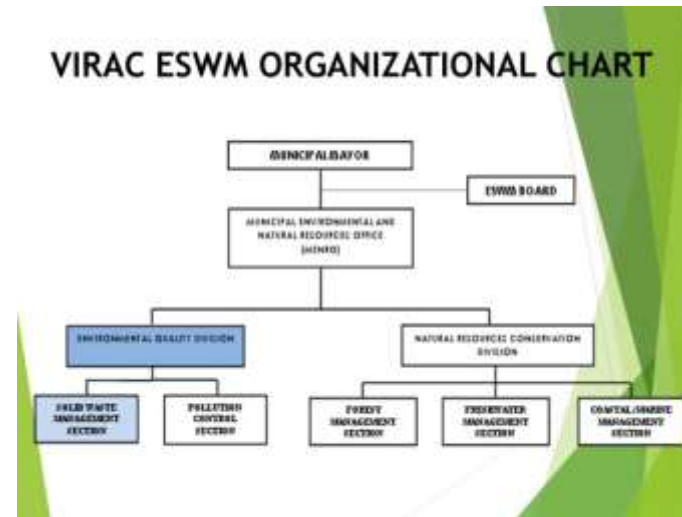 VIRAC ESWM ORGANIZATIONAL CHART
MUNICIPAL MAYOR
ESWM BOARD
MUNICIPAL ENVIRONMENTAL AND
NATURAL RESOURCES OFFICE
(MENRO)
ENVIRONMENTAL QUALITY DIVISION
NATURAL RESOURCES CONSERVATION
DIVISION
SOLID WASTE
MANAGEMENT
SECTION
POLLUTION
CONTROL
SECTION
FOREST
MANAGEMENT
SECTION
FRESHWATER
MANAGEMENT
SECTION
COASTAL/MARINE
MANAGEMENT
SECTION